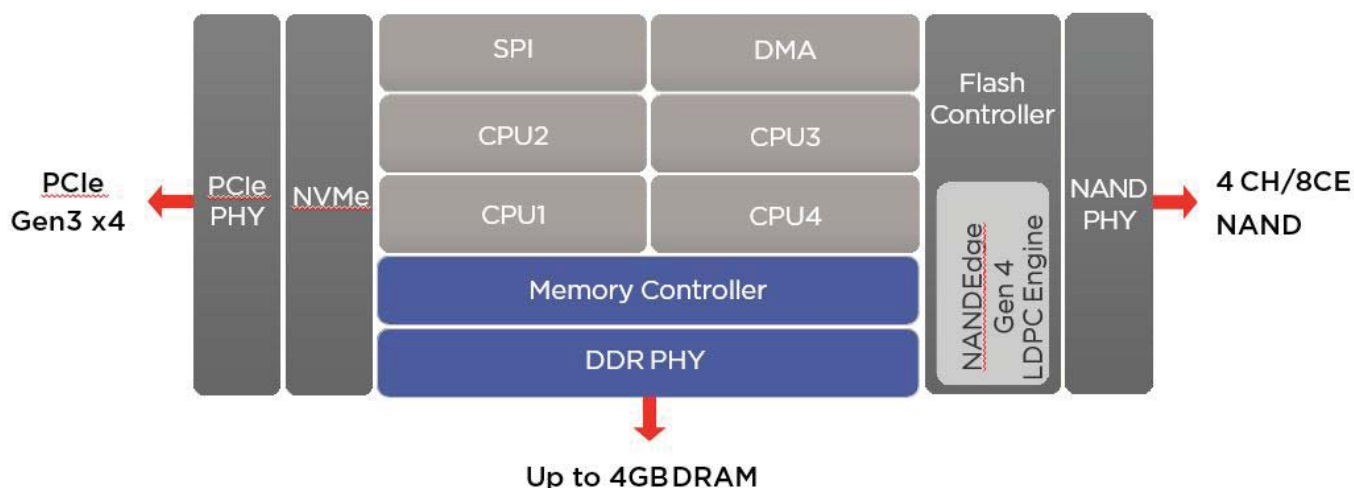 PCIe
Gen3 x4
PCIe
PHY
NVMe
SPI
DMA
CPU2
CPU3
CPU1
CPU4
Memory Controller
DDR PHY
Flash
Controller
NANDEdge
Gen 4
LDPC Engine
NAND
PHY
4 CH/8CE
NAND
Up to 4GB DRAM